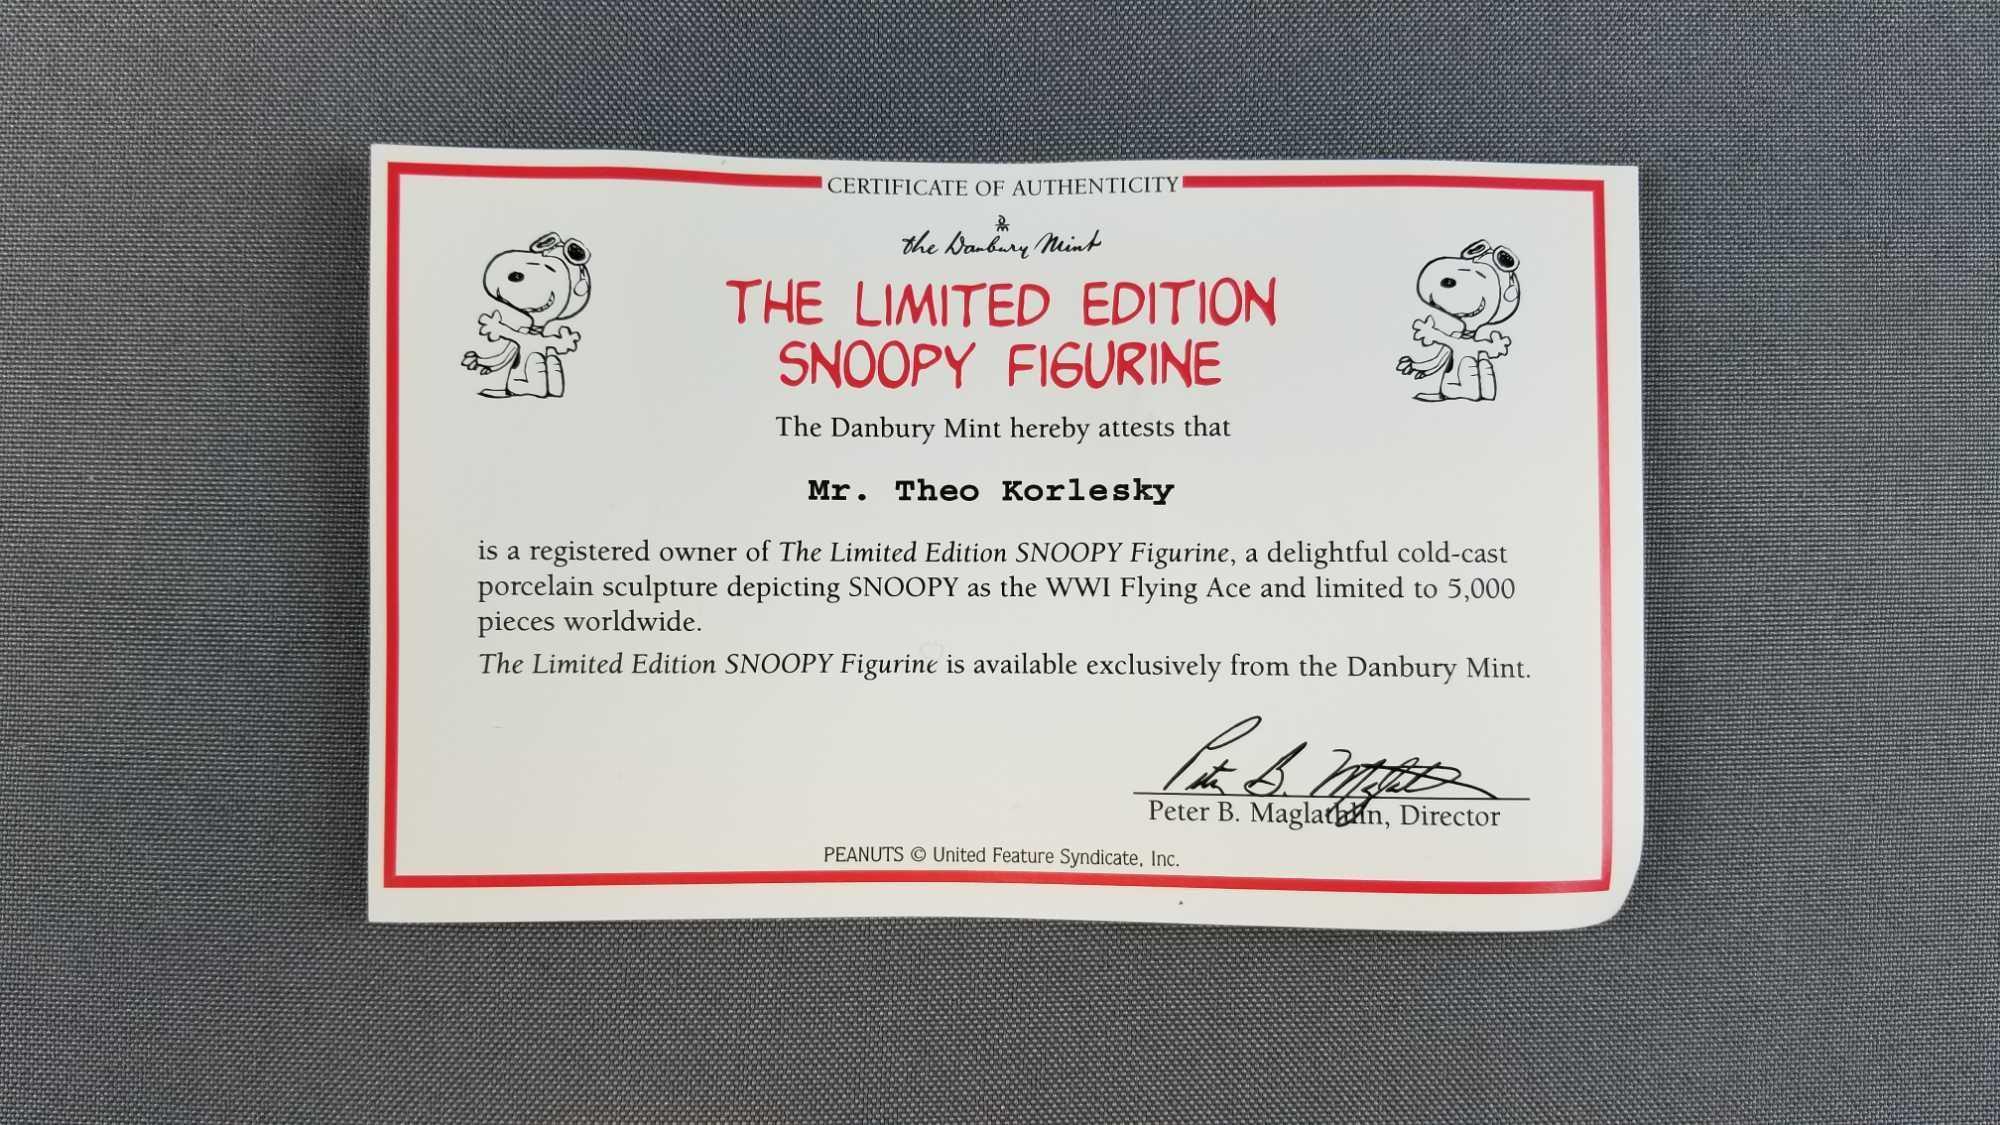 CERTIFICATE OF AUTHENTICITY
the Danbury Mint
THE LIMITED EDITION
SNOOPY FIGURINE
The Danbury Mint hereby attests that
Mr. Theo Korlesky
is a registered owner of The Limited Edition SNOOPY Figurine, a delightful cold-cast
porcelain sculpture depicting SNOOPY as the WWI Flying Ace and limited to 5,000
pieces worldwide.
The Limited Edition SNOOPY Figurine is available exclusively from the Danbury Mint.
Peter B. Maglathlin
Peter B. Maglathlin, Director
PEANUTS © United Feature Syndicate, Inc.